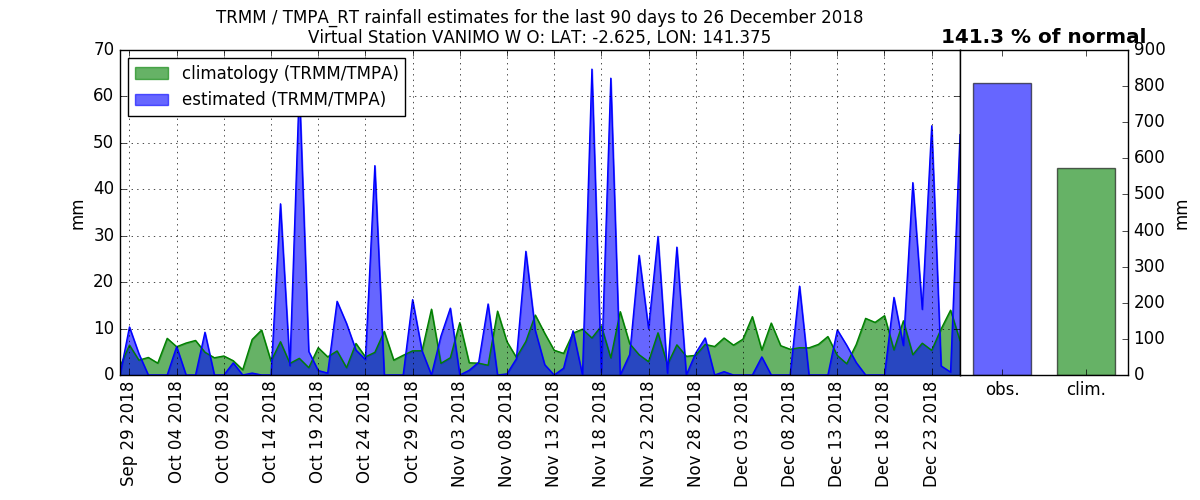 TRMM / TMPA_RT rainfall estimates for the last 90 days to 26 December 2018
Virtual Station VANIMO W O: LAT: -2.625, LON: 141.375
141.3 % of normal
climatology (TRMM/TMPA)
estimated (TRMM/TMPA)
70
60
50
40
30
20
10
0
mm
Sep 29 2018
Oct 04 2018
Oct 09 2018
Oct 14 2018
Oct 19 2018
Oct 24 2018
Oct 29 2018
Nov 03 2018
Nov 08 2018
Nov 13 2018
Nov 18 2018
Nov 23 2018
Nov 28 2018
Dec 03 2018
Dec 08 2018
Dec 13 2018
Dec 18 2018
Dec 23 2018
obs.
clim.
900
800
700
600
500
400
300
200
100
0
mm